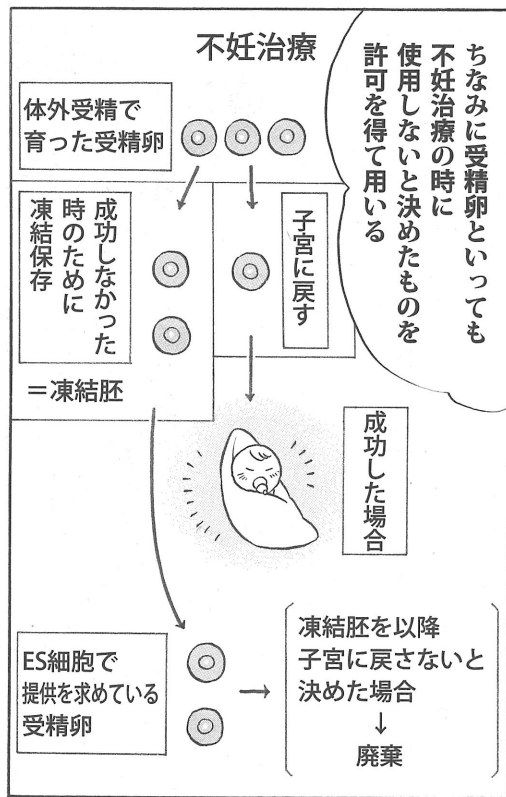 ちなみに受精卵といっても
不妊治療の時に
使用しないと決めたものを
許可を得て用いる
不妊治療
体外受精で
育った受精卵
子宮に戻す
成功しなかった
時のために
凍結保存
＝凍結胚
成功した場合
ES細胞で
提供を求めている
受精卵
凍結胚を以降
子宮に戻さないと
決めた場合
↓
廃棄